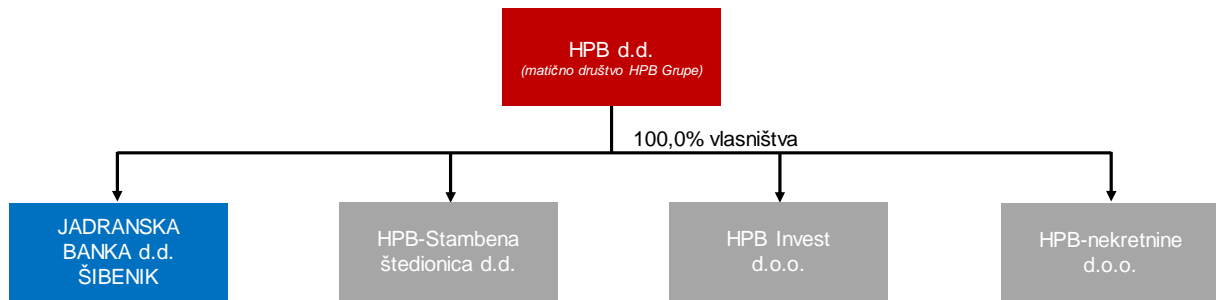 HPB d.d.
(matično društvo HPB Grupe)
100,0% vlasništva
JADRANSKA
BANKA d.d.
ŠIBENIK
HPB-Stambena
štedionica d.d.
HPB Invest
d.o.o.
HPB-nekretnine
d.o.o.